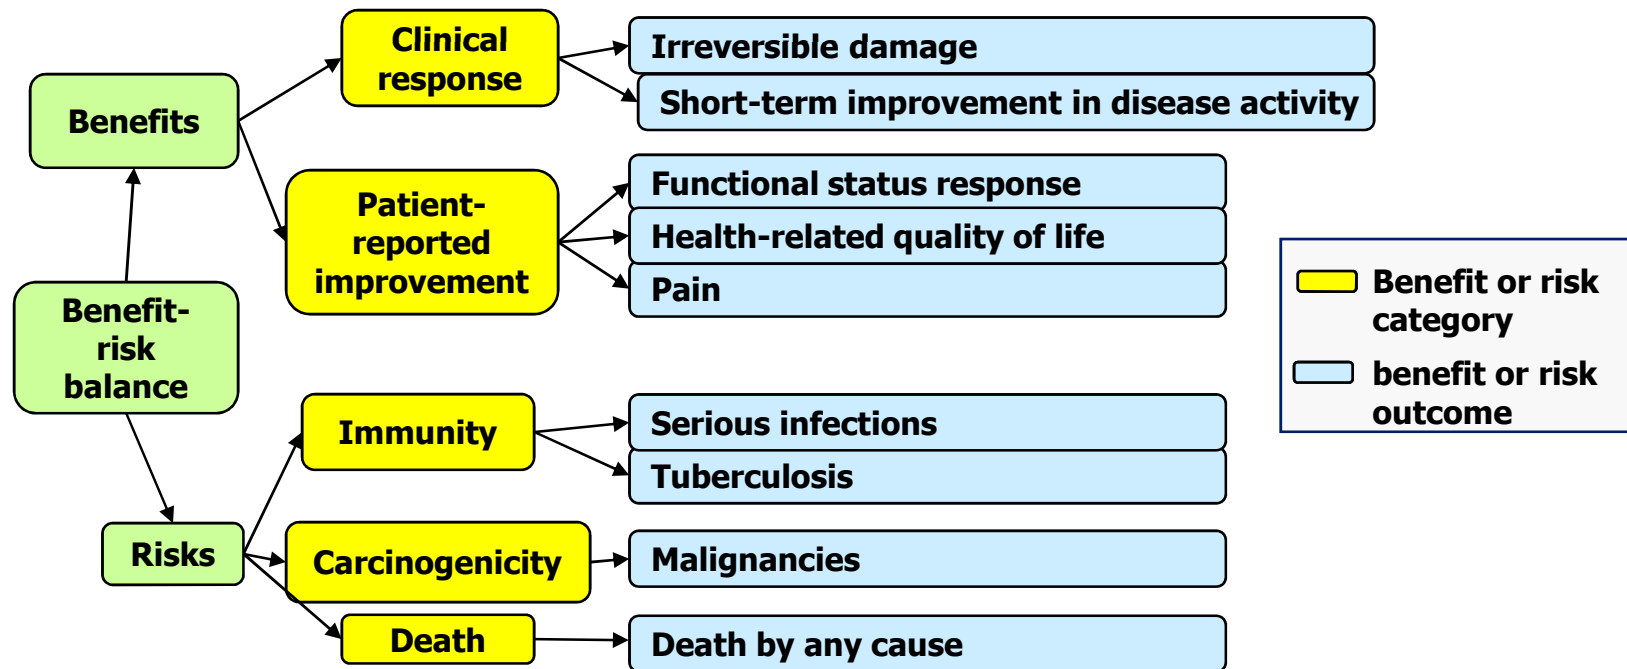 Clinical
response
Irreversible damage
Short-term improvement in disease activity
Benefits
Patient-
reported
improvement
Functional status response
Health-related quality of life
Pain
Benefit-
risk
balance
Benefit or risk
category
benefit or risk
outcome
Immunity
Serious infections
Tuberculosis
Risks
Carcinogenicity
Malignancies
Death
Death by any cause